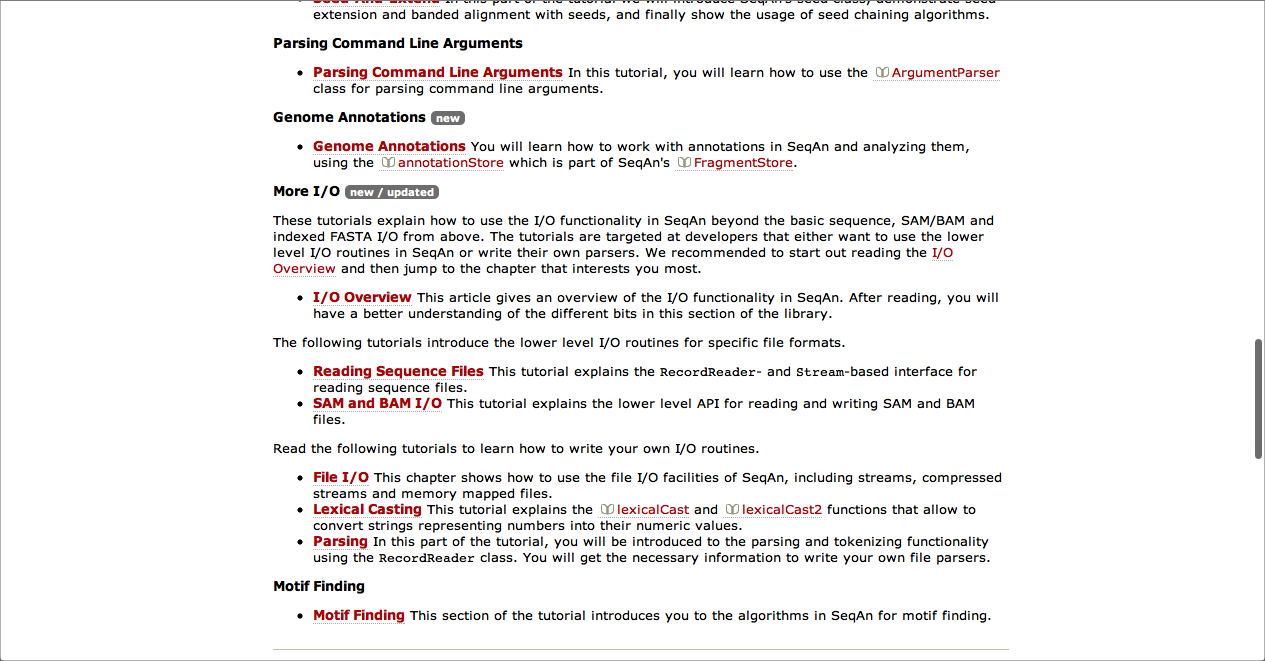 Seed-And-Extend In this part of the tutorial we will introduce SeqAn's seed class, demonstrate seed
extension and banded alignment with seeds, and finally show the usage of seed chaining algorithms.
Parsing Command Line Arguments
Parsing Command Line Arguments In this tutorial, you will learn how to use the ArgumentParser
class for parsing command line arguments.
Genome Annotations new
Genome Annotations You will learn how to work with annotations in SeqAn and analyzing them,
using the annotationStore which is part of SeqAn's FragmentStore.
More I/O new / updated
These tutorials explain how to use the I/O functionality in SeqAn beyond the basic sequence, SAM/BAM and
indexed FASTA I/O from above. The tutorials are targeted at developers that either want to use the lower
level I/O routines in SeqAn or write their own parsers. We recommended to start out reading the I/O
Overview and then jump to the chapter that interests you most.
I/O Overview This article gives an overview of the I/O functionality in SeqAn. After reading, you will
have a better understanding of the different bits in this section of the library.
The following tutorials introduce the lower level I/O routines for specific file formats.
Reading Sequence Files This tutorial explains the RecordReader- and Stream-based interface for
reading sequence files.
SAM and BAM I/O This tutorial explains the lower level API for reading and writing SAM and BAM
files.
Read the following tutorials to learn how to write your own I/O routines.
File I/O This chapter shows how to use the file I/O facilities of SeqAn, including streams, compressed
streams and memory mapped files.
Lexical Casting This tutorial explains the lexicalCast and lexicalCast2 functions that allow to
convert strings representing numbers into their numeric values.
Parsing In this part of the tutorial, you will be introduced to the parsing and tokenizing functionality
using the RecordReader class. You will get the necessary information to write your own file parsers.
Motif Finding
Motif Finding This section of the tutorial introduces you to the algorithms in SeqAn for motif finding.